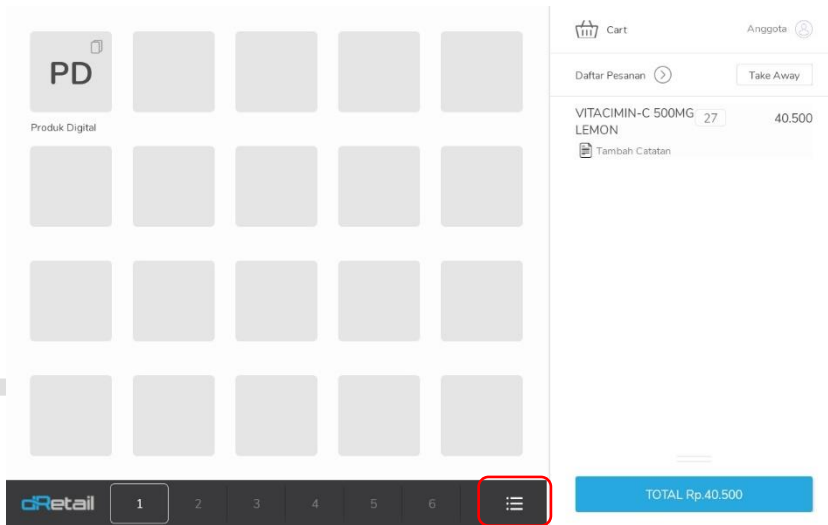 PD
Produk Digital
dRetail
1
2
3
4
5
6
Cart
Anggota
Daftar Pesanan
Take Away
VITACIMIN-C 500MG
LEMON
27
40.500
Tambah Catatan
TOTAL Rp.40.500